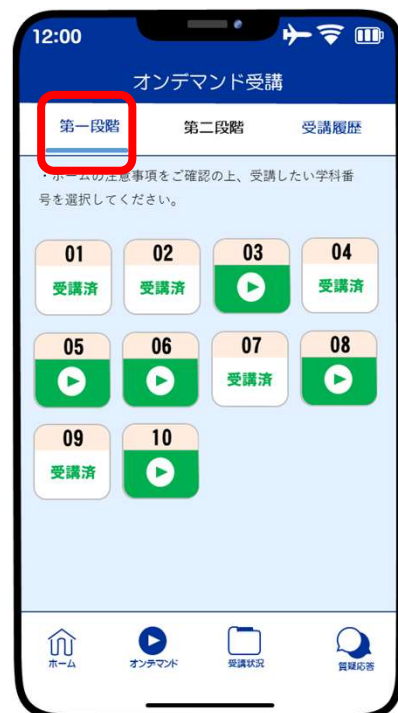 12:00
オンデマンド受講
第一段階 第二段階 受講履歴
・ホームの注意事項をご確認の上、受講したい学科番
号を選択してください。
01 02 03 04
受講済 受講済 受講済
05 06 07 08
受講済
09 10
受講済
ホーム オンデマンド 受講状況 質疑応答